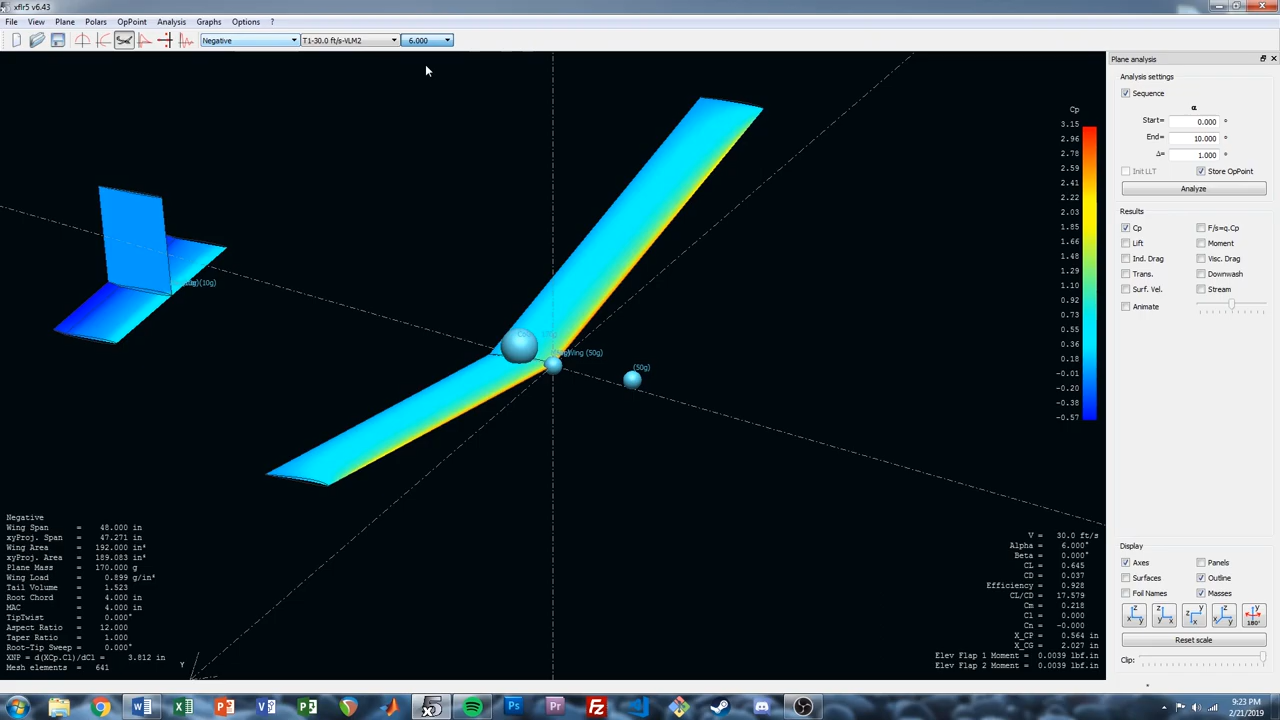 xflr5 v6.43
File View Plane Polars OpPoint Analysis Graphs Options ?
Negative T1-30.0 ft/s-VLM2 6.000
Plane analysis
Analysis settings
Sequence
α
Start= 0.000 °
End= 10.000 °
Δ= 1.000 °
Init LLT Store OpPoint
Analyze
Results
Cp F/s=q.Cp
Lift Moment
Ind. Drag Visc. Drag
Trans. Downwash
Surf. Vel. Stream
Animate
Cp
3.15
2.96
2.78
2.59
2.41
2.22
2.03
1.85
1.66
1.48
1.29
1.10
0.92
0.73
0.55
0.36
0.18
-0.01
-0.20
-0.38
-0.57
(10g)
Wing (50g)
(50g)
Negative
Wing Span = 48.000 in
xyProj. Span = 47.271 in
Wing Area = 192.000 in²
xyProj. Area = 189.083 in²
Plane Mass = 170.000 g
Wing Load = 0.899 g/in²
Tail Volume = 1.523
Root Chord = 4.000 in
MAC = 4.000 in
TipTwist = 0.000°
Aspect Ratio = 12.000
Taper Ratio = 1.000
Root-Tip Sweep = 0.000°
XNP = d(XCp.Cl)/dCl = 3.812 in
Mesh elements = 641
Y
V = 30.0 ft/s
Alpha = 6.000°
Beta = 0.000°
CL = 0.645
CD = 0.037
Efficiency = 0.928
CL/CD = 17.579
Cm = 0.218
Cl = 0.000
Cn = -0.000
X_CP = 0.564 in
X_CG = 2.027 in
Elev Flap 1 Moment = 0.0039 lbf.in
Elev Flap 2 Moment = 0.0039 lbf.in
Display
Axes Panels
Surfaces Outline
Foil Names Masses
Reset scale
Clip:
9:23 PM
2/21/2019